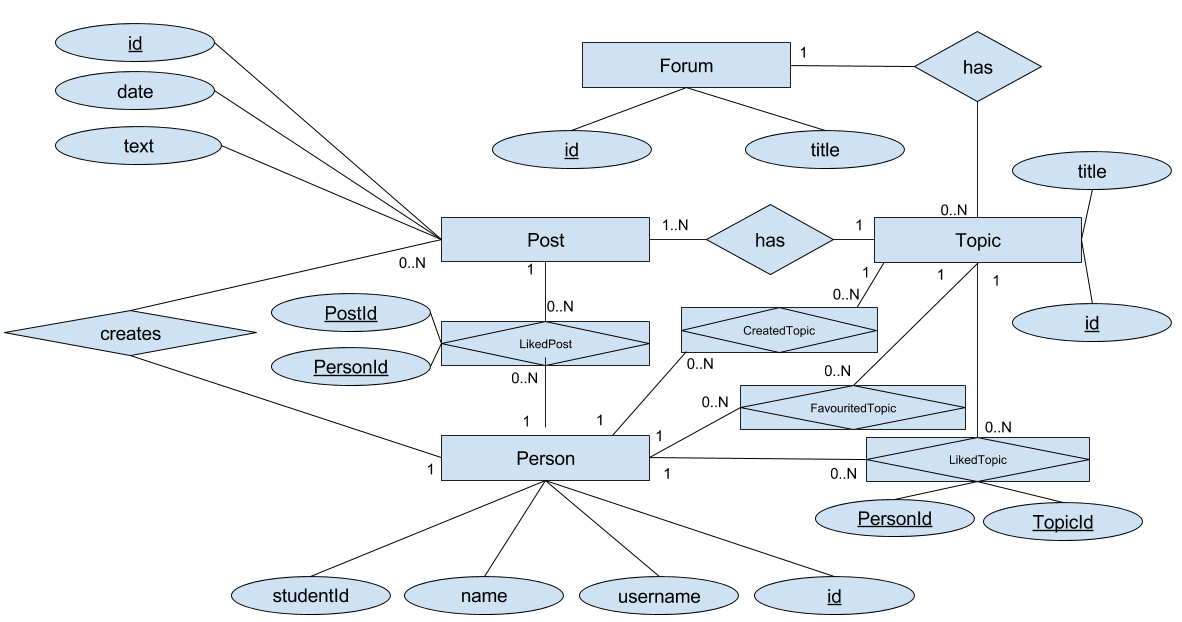 id
date
text
Forum
1
has
id
title
title
0..N
Post
1..N
has
1
Topic
0..N
1
1
1
1
0..N
0..N
id
PostId
LikedPost
CreatedTopic
creates
PersonId
0..N
0..N
0..N
0..N
FavouritedTopic
1
1
1
0..N
Person
1
1
0..N
LikedTopic
PersonId
TopicId
studentId
name
username
id